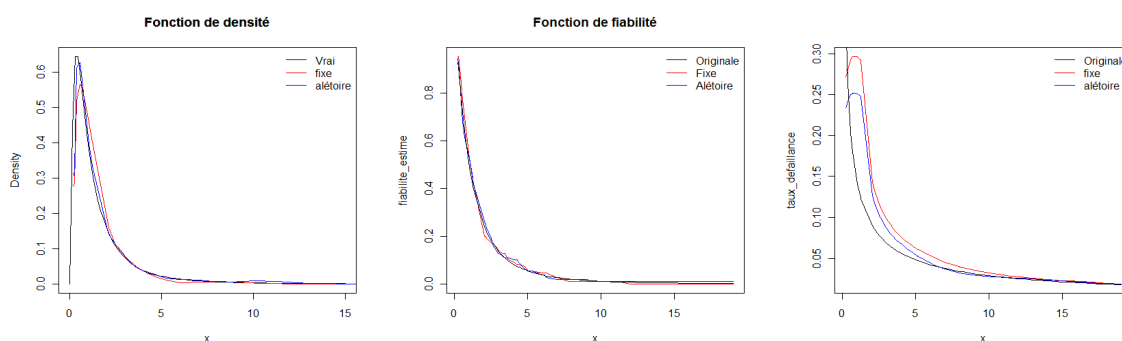 Fonction de densité
Density
0.0 0.1 0.2 0.3 0.4 0.5 0.6
Vrai
fixe
alétoire
0 5 10 15
x
Fonction de fiabilité
fiabilite_estime
0.0 0.2 0.4 0.6 0.8
Originale
Fixe
Alétoire
0 5 10 15
x
taux_defaillance
0.05 0.10 0.15 0.20 0.25 0.30
Originale
fixe
alétoire
0 5 10 15
x